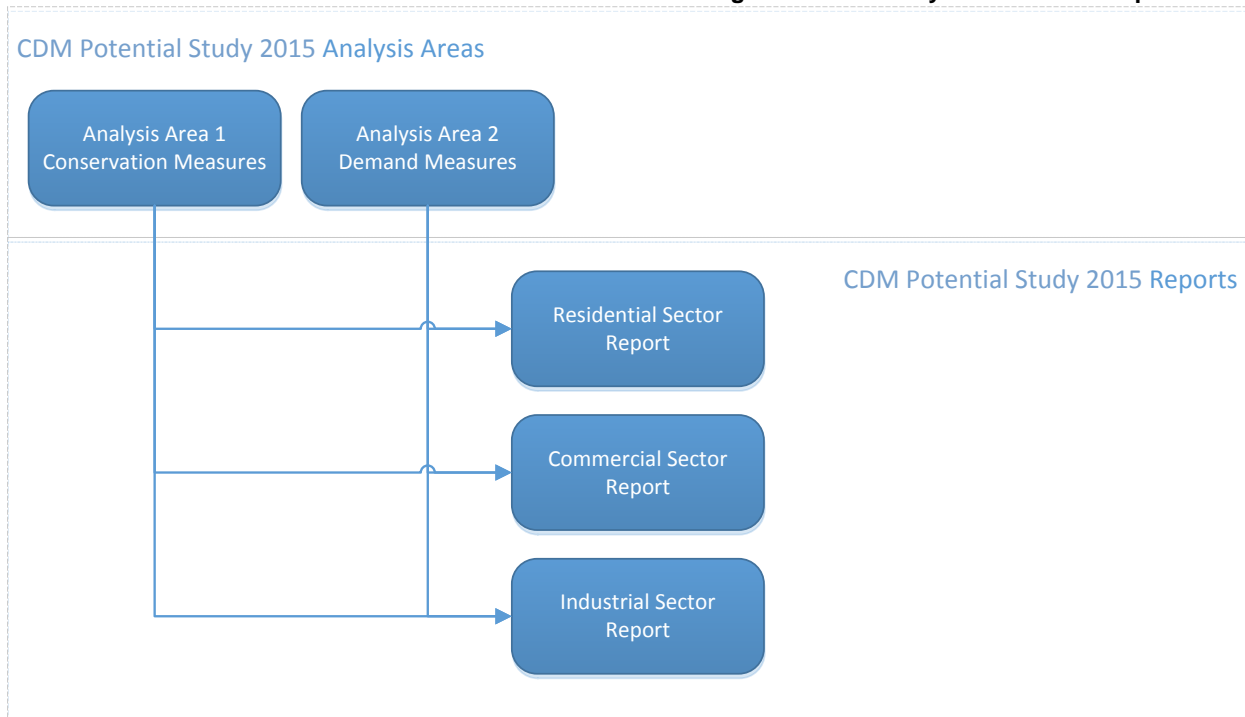 CDM Potential Study 2015 Analysis Areas
Analysis Area 1
Conservation Measures
Analysis Area 2
Demand Measures
CDM Potential Study 2015 Reports
Residential Sector
Report
Commercial Sector
Report
Industrial Sector
Report